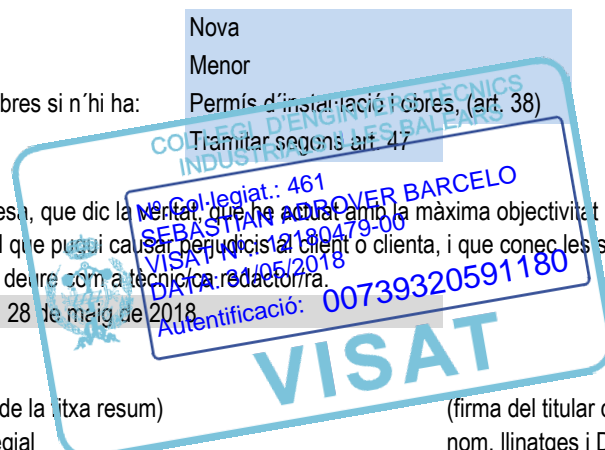 Nova
Menor
bres si n´hi ha: Permís d´instal·lació i obres, (art. 38)
Tramitar segons art. 47
COL·LEGI D'ENGINYERS TÈCNICS
INDUSTRIALS ILLES BALEARS
esa, que dic la veritat, que he actuat amb la màxima objectivitat
l que pugui causar perjudicis al client o clienta, i que conec les s
deure com a tècnic/ca redactor/ra.
28 de maig de 2018
Nº Col·legiat.: 461
SEBASTIAN ADROVER BARCELO
VISAT Nº.: 12180479-00
DATA: 31/05/2018
Autentificació: 00739320591180
VISAT
de la fitxa resum) (firma del titular
egial nom, llinatges i D